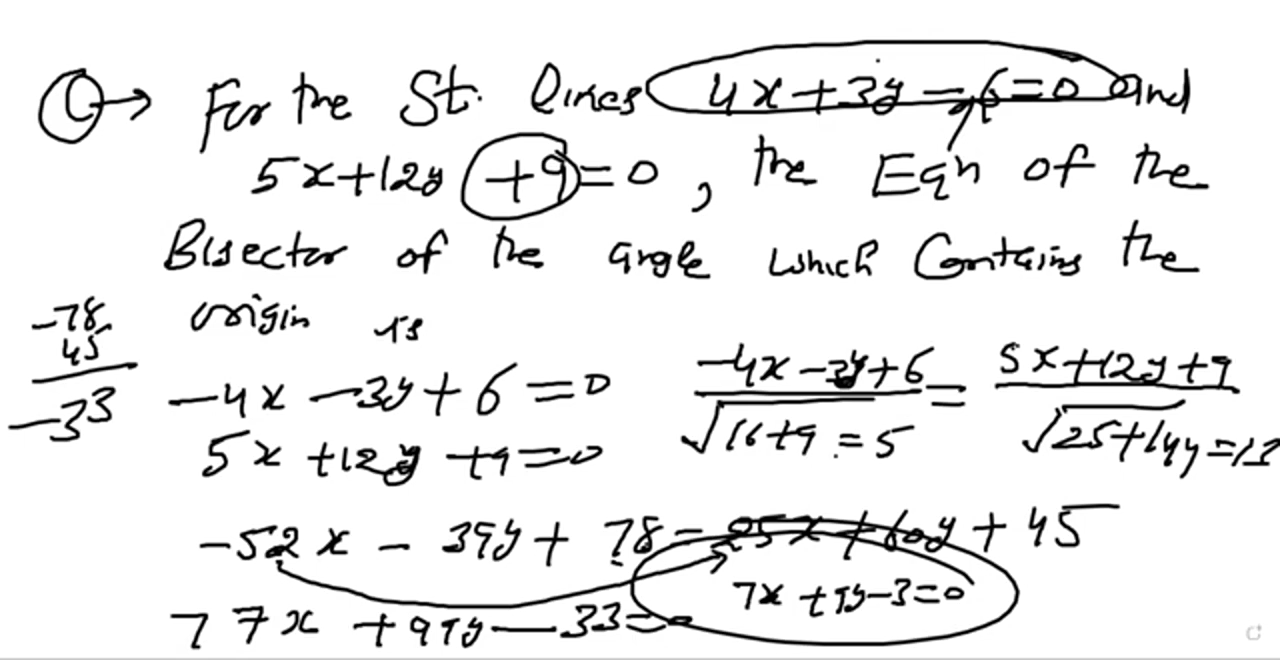 For the St. lines 4x+3y-6=0 and
5x+12y+9=0, the Eqn of the
Bisector of the angle which Contains the
origin is
-78
45
-33
-4x-3y+6=0
5x+12y+9=0
-4x-3y+6/√16+9=5 = 5x+12y+9/√25+144=13
-52x-39y+78=25x+60y+45
77x+99y-33=0
7x+9y-3=0